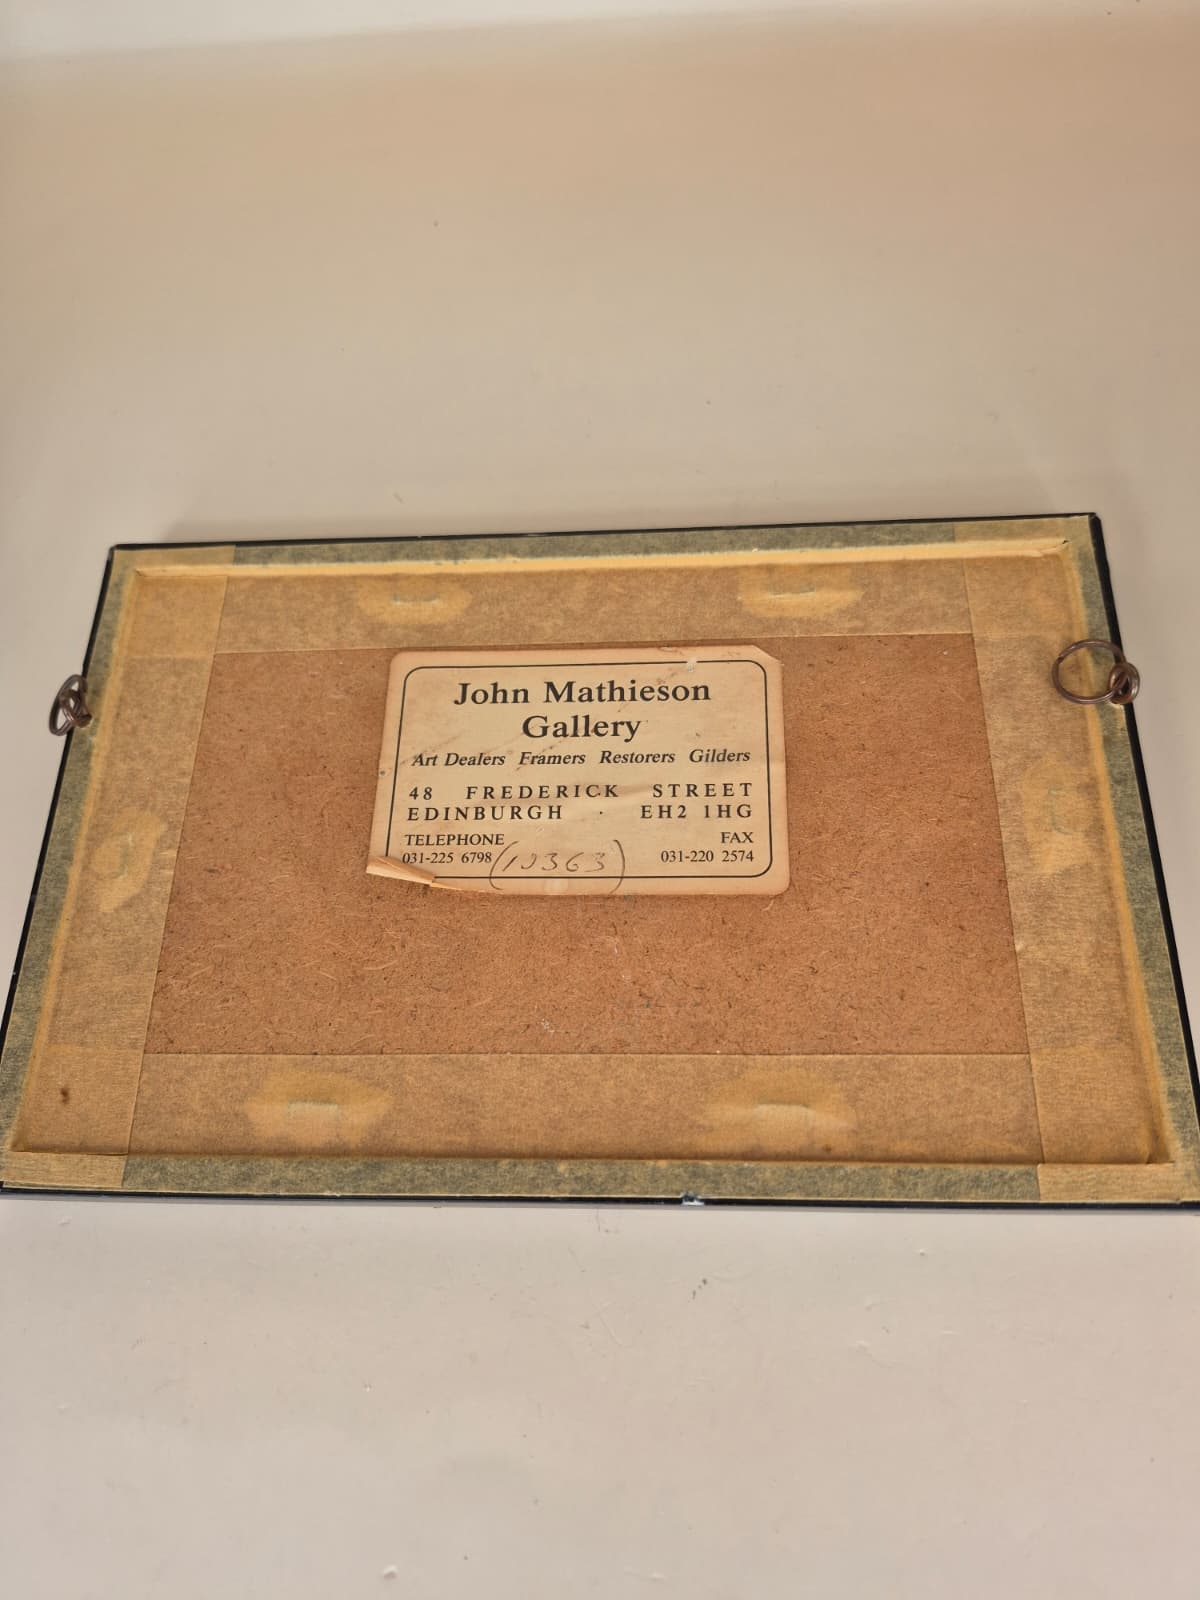 John Mathieson
Gallery
Art Dealers Framers Restorers Gilders
48 FREDERICK STREET
EDINBURGH · EH2 1HG
TELEPHONE FAX
031-225 6798 031-220 2574